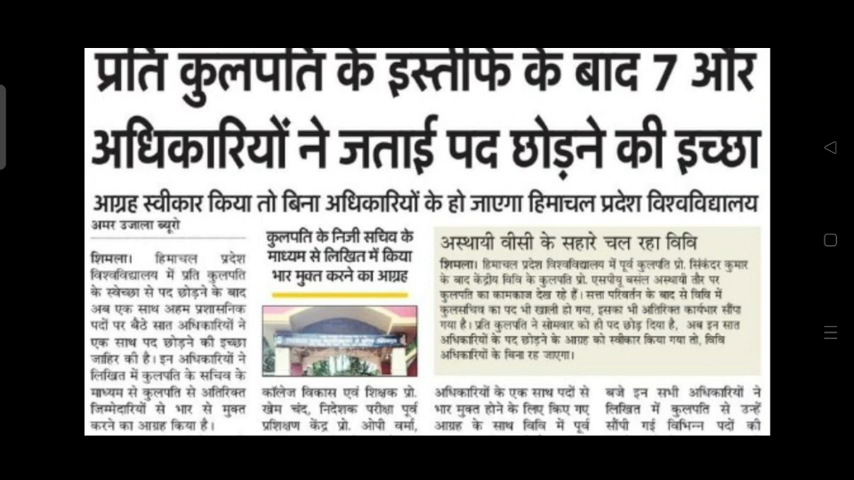 प्रति कुलपति के इस्तीफे के बाद 7 और
अधिकारियों ने जताई पद छोड़ने की इच्छा
आग्रह स्वीकार किया तो बिना अधिकारियों के हो जाएगा हिमाचल प्रदेश विश्वविद्यालय
अमर उजाला ब्यूरो
शिमला। हिमाचल प्रदेश
विश्वविद्यालय में प्रति कुलपति
के स्वेच्छा से पद छोड़ने के बाद
अब एक साथ अहम प्रशासनिक
पदों पर बैठे सात अधिकारियों ने
एक साथ पद छोड़ने की इच्छा
जाहिर की है। इन अधिकारियों ने
लिखित में कुलपति के सचिव के
माध्यम से कुलपति से अतिरिक्त
जिम्मेदारियों से भार से मुक्त
करने का आग्रह किया है।
कुलपति के निजी सचिव के
माध्यम से लिखित में किया
भार मुक्त करने का आग्रह
कॉलेज विकास एवं शिक्षक प्रो.
खेम चंद, निदेशक परीक्षा पूर्व
प्रशिक्षण केंद्र प्रो. ओपी वर्मा,
अस्थायी वीसी के सहारे चल रहा विवि
शिमला। हिमाचल प्रदेश विश्वविद्यालय में पूर्व कुलपति प्रो. सिकंदर कुमार
के बाद केंद्रीय विवि के कुलपति प्रो. एसपीयू बसंल अस्थायी तौर पर
कुलपति का कामकाज देख रहे हैं। सत्ता परिवर्तन के बाद से विवि में
कुलसचिव का पद भी खाली हो गया, इसका भी अतिरिक्त कार्यभार सौंपा
गया है। प्रति कुलपति ने सोमवार को ही पद छोड़ दिया है, अब इन सात
अधिकारियों के पद छोड़ने के आग्रह को स्वीकार किया गया तो, विवि
अधिकारियों के बिना रह जाएगा।
अधिकारियों के एक साथ पदों से
भार मुक्त होने के लिए किए गए
आग्रह के साथ विवि में पूर्व
बजे इन सभी अधिकारियों ने
लिखित में कुलपति से उन्हें
सौंपी गई विभिन्न पदों की